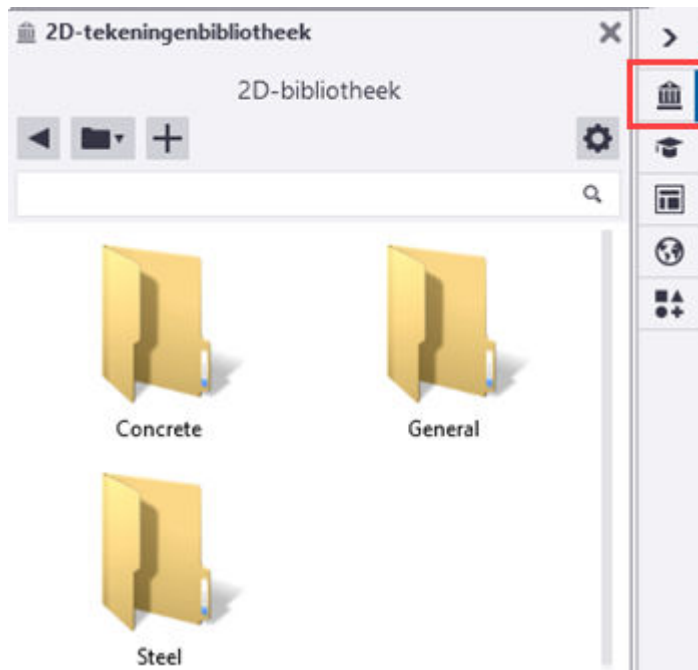 2D-tekeningenbibliotheek
2D-bibliotheek
Concrete
General
Steel